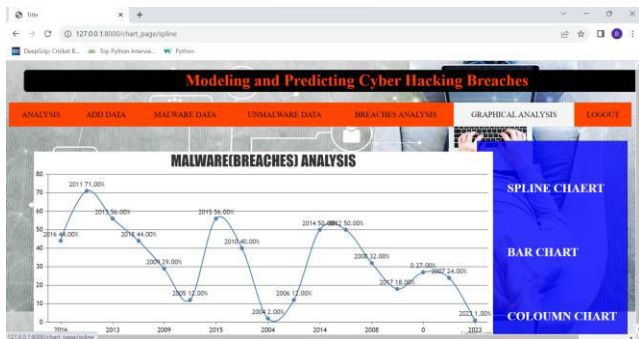 Title
127.0.0.1:8000/chart_page/spline
DeepGrip: Cricket B... Top Python Intervie... Python
Modeling and Predicting Cyber Hacking Breaches
ANALYSIS ADD DATA MALWARE DATA UNMALWARE DATA BREACHES ANALYSIS GRAPHICAL ANALYSIS LOGOUT
MALWARE(BREACHES) ANALYSIS
80
70
60
50
40
30
20
10
0
2016 44.00%
2011 71.00%
2013 56.00%
2018 44.00%
2009 29.00%
2005 12.00%
2015 56.00%
2010 40.00%
2004 2.00%
2006 12.00%
2014 50.00%
50.00%
2008 32.00%
2017 18.00%
0 27.00%
2007 24.00%
2023 1.00%
2016 2013 2009 2015 2004 2014 2008 0 2023
SPLINE CHAERT
BAR CHART
COLOUMN CHART
127.0.0.1:8000/chart_page/spline